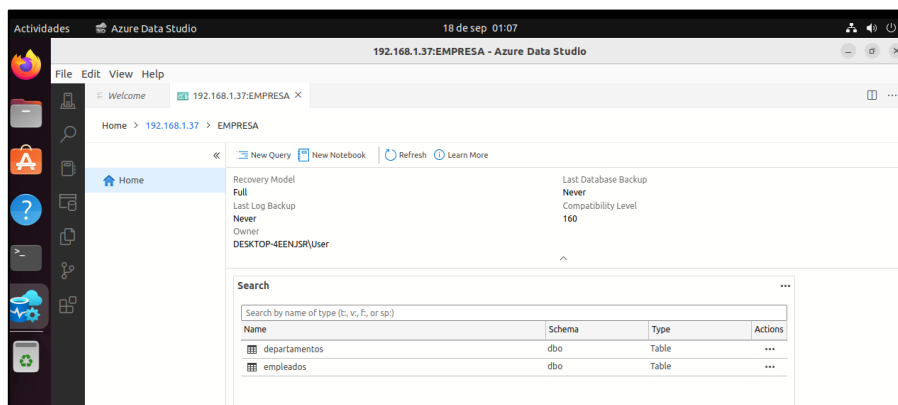 Actividades Azure Data Studio 18 de sep 01:07
192.168.1.37:EMPRESA - Azure Data Studio
File Edit View Help
Welcome 192.168.1.37:EMPRESA
Home > 192.168.1.37 > EMPRESA
New Query New Notebook Refresh Learn More
Home
Recovery Model Last Database Backup
Full Never
Last Log Backup Compatibility Level
Never 160
Owner
DESKTOP-4EENJSR\User
Search
Search by name of type (t:, v:, f:, or sp:)
Name Schema Type Actions
departamentos dbo Table
empleados dbo Table